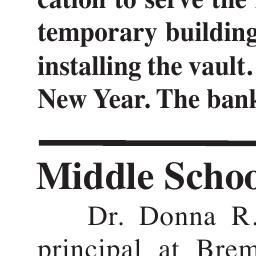 cation to serve the
temporary building
installing the vault.
New Year. The bank
Middle Schoo
Dr. Donna R.
principal at Brem